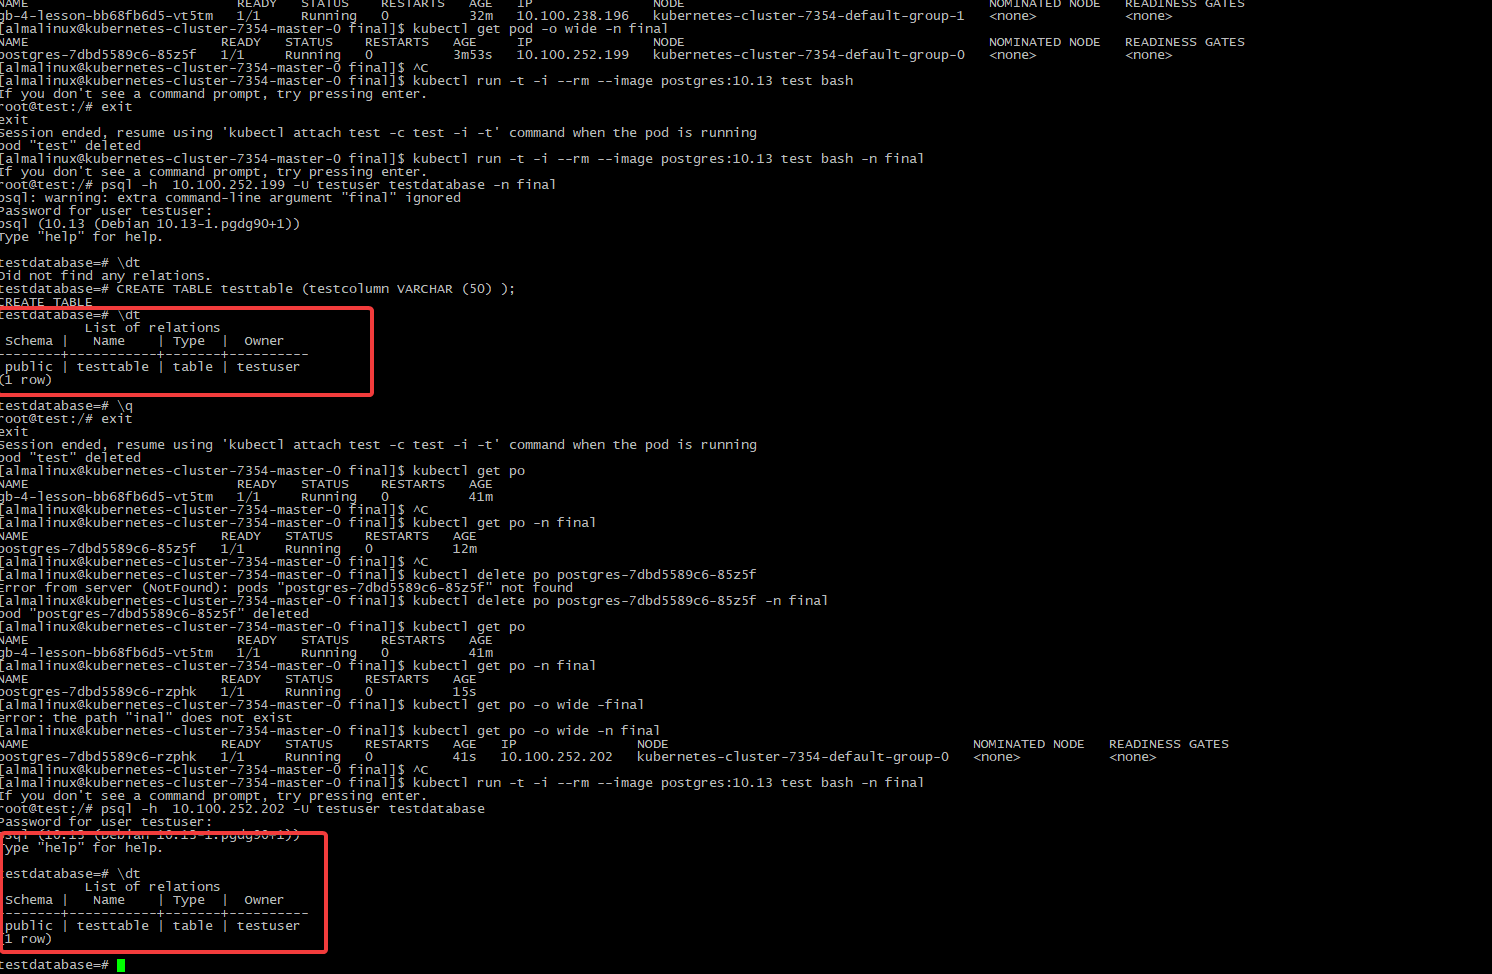 NAME                          READY   STATUS    RESTARTS   AGE   IP               NODE                                      NOMINATED NODE   READINESS GATES
gb-4-lesson-bb68fb6d5-vt5tm   1/1     Running   0          32m   10.100.238.196   kubernetes-cluster-7354-default-group-1   <none>           <none>
[almalinux@kubernetes-cluster-7354-master-0 final]$ kubectl get pod -o wide -n final
NAME                        READY   STATUS    RESTARTS   AGE     IP               NODE                                      NOMINATED NODE   READINESS GATES
postgres-7dbd5589c6-85z5f   1/1     Running   0          3m53s   10.100.252.199   kubernetes-cluster-7354-default-group-0   <none>           <none>
[almalinux@kubernetes-cluster-7354-master-0 final]$ ^C
[almalinux@kubernetes-cluster-7354-master-0 final]$ kubectl run -t -i --rm --image postgres:10.13 test bash
If you don't see a command prompt, try pressing enter.
root@test:/# exit
exit
Session ended, resume using 'kubectl attach test -c test -i -t' command when the pod is running
pod "test" deleted
[almalinux@kubernetes-cluster-7354-master-0 final]$ kubectl run -t -i --rm --image postgres:10.13 test bash -n final
If you don't see a command prompt, try pressing enter.
root@test:/# psql -h  10.100.252.199 -U testuser testdatabase -n final
psql: warning: extra command-line argument "final" ignored
Password for user testuser:
psql (10.13 (Debian 10.13-1.pgdg90+1))
Type "help" for help.
testdatabase=# \dt
Did not find any relations.
testdatabase=# CREATE TABLE testtable (testcolumn VARCHAR (50) );
CREATE TABLE
testdatabase=# \dt
           List of relations
 Schema |   Name    | Type  |  Owner
--------+-----------+-------+----------
 public | testtable | table | testuser
(1 row)
testdatabase=# \q
root@test:/# exit
exit
Session ended, resume using 'kubectl attach test -c test -i -t' command when the pod is running
pod "test" deleted
[almalinux@kubernetes-cluster-7354-master-0 final]$ kubectl get po
NAME                          READY   STATUS    RESTARTS   AGE
gb-4-lesson-bb68fb6d5-vt5tm   1/1     Running   0          41m
[almalinux@kubernetes-cluster-7354-master-0 final]$ ^C
[almalinux@kubernetes-cluster-7354-master-0 final]$ kubectl get po -n final
NAME                        READY   STATUS    RESTARTS   AGE
postgres-7dbd5589c6-85z5f   1/1     Running   0          12m
[almalinux@kubernetes-cluster-7354-master-0 final]$ ^C
[almalinux@kubernetes-cluster-7354-master-0 final]$ kubectl delete po postgres-7dbd5589c6-85z5f
Error from server (NotFound): pods "postgres-7dbd5589c6-85z5f" not found
[almalinux@kubernetes-cluster-7354-master-0 final]$ kubectl delete po postgres-7dbd5589c6-85z5f -n final
pod "postgres-7dbd5589c6-85z5f" deleted
[almalinux@kubernetes-cluster-7354-master-0 final]$ kubectl get po
NAME                          READY   STATUS    RESTARTS   AGE
gb-4-lesson-bb68fb6d5-vt5tm   1/1     Running   0          41m
[almalinux@kubernetes-cluster-7354-master-0 final]$ kubectl get po -n final
NAME                        READY   STATUS    RESTARTS   AGE
postgres-7dbd5589c6-rzphk   1/1     Running   0          15s
[almalinux@kubernetes-cluster-7354-master-0 final]$ kubectl get po -o wide -final
error: the path "inal" does not exist
[almalinux@kubernetes-cluster-7354-master-0 final]$ kubectl get po -o wide -n final
NAME                        READY   STATUS    RESTARTS   AGE   IP               NODE                                      NOMINATED NODE   READINESS GATES
postgres-7dbd5589c6-rzphk   1/1     Running   0          41s   10.100.252.202   kubernetes-cluster-7354-default-group-0   <none>           <none>
[almalinux@kubernetes-cluster-7354-master-0 final]$ ^C
[almalinux@kubernetes-cluster-7354-master-0 final]$ kubectl run -t -i --rm --image postgres:10.13 test bash -n final
If you don't see a command prompt, try pressing enter.
root@test:/# psql -h  10.100.252.202 -U testuser testdatabase
Password for user testuser:
psql (10.13 (Debian 10.13-1.pgdg90+1))
Type "help" for help.
testdatabase=# \dt
           List of relations
 Schema |   Name    | Type  |  Owner
--------+-----------+-------+----------
 public | testtable | table | testuser
(1 row)
testdatabase=#